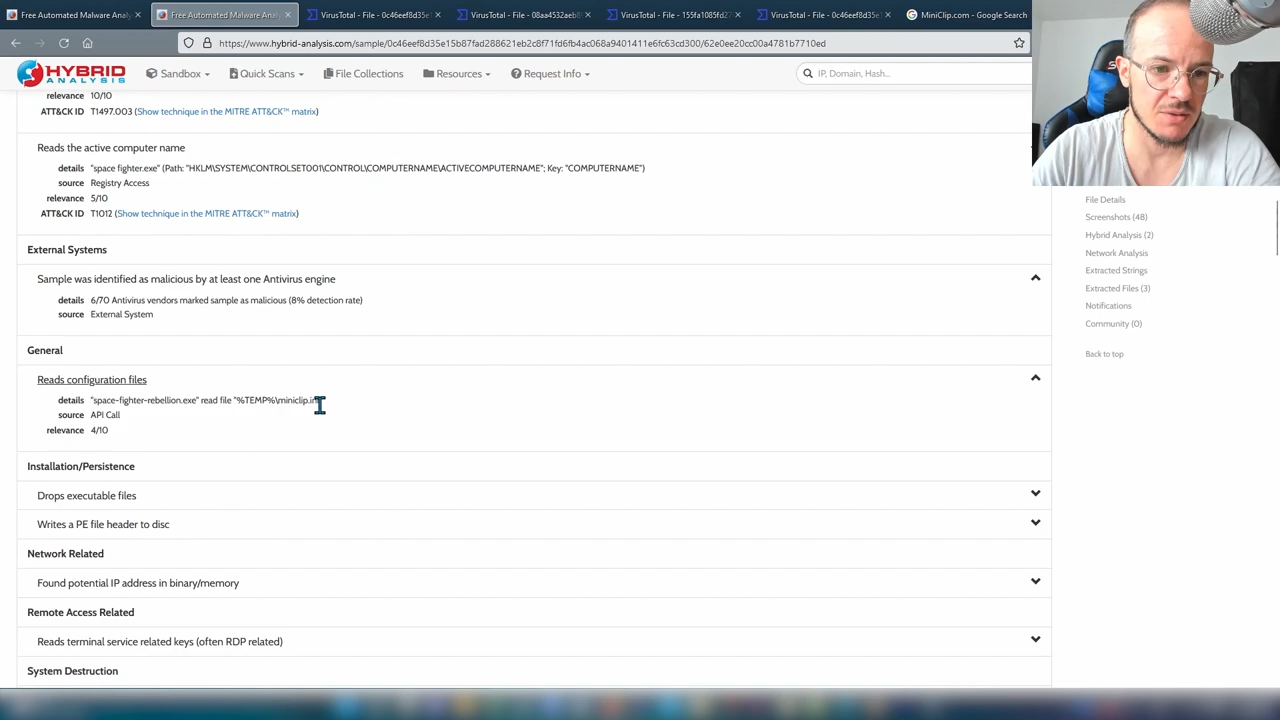 Free Automated Malware Anal
Free Automated Malware Anal
VirusTotal - File - 0c46eef8d35e1
VirusTotal - File - 08aa4532aeb8
VirusTotal - File - 155fa1085fd2
VirusTotal - File - 0c46eef8d35e1
MiniClip.com - Google Search
https://www.hybrid-analysis.com/sample/0c46eef8d35e15b87fad288621eb2c8f71fd6fb4ac068a9401411e6fc63cd300/62e0ee20cc00a4781b7710ed
HYBRID
ANALYSIS
Sandbox
Quick Scans
File Collections
Resources
Request Info
IP, Domain, Hash...
relevance 10/10
ATT&CK ID T1497.003 (Show technique in the MITRE ATT&CK™ matrix)
Reads the active computer name
details "space fighter.exe" (Path: "HKLM\SYSTEM\CONTROLSET001\CONTROL\COMPUTERNAME\ACTIVECOMPUTERNAME"; Key: "COMPUTERNAME")
source Registry Access
relevance 5/10
ATT&CK ID T1012 (Show technique in the MITRE ATT&CK™ matrix)
External Systems
Sample was identified as malicious by at least one Antivirus engine
details 6/70 Antivirus vendors marked sample as malicious (8% detection rate)
source External System
General
Reads configuration files
details "space-fighter-rebellion.exe" read file "%TEMP%\miniclip.in
source API Call
relevance 4/10
Installation/Persistence
Drops executable files
Writes a PE file header to disc
Network Related
Found potential IP address in binary/memory
Remote Access Related
Reads terminal service related keys (often RDP related)
System Destruction
File Details
Screenshots (48)
Hybrid Analysis (2)
Network Analysis
Extracted Strings
Extracted Files (3)
Notifications
Community (0)
Back to top